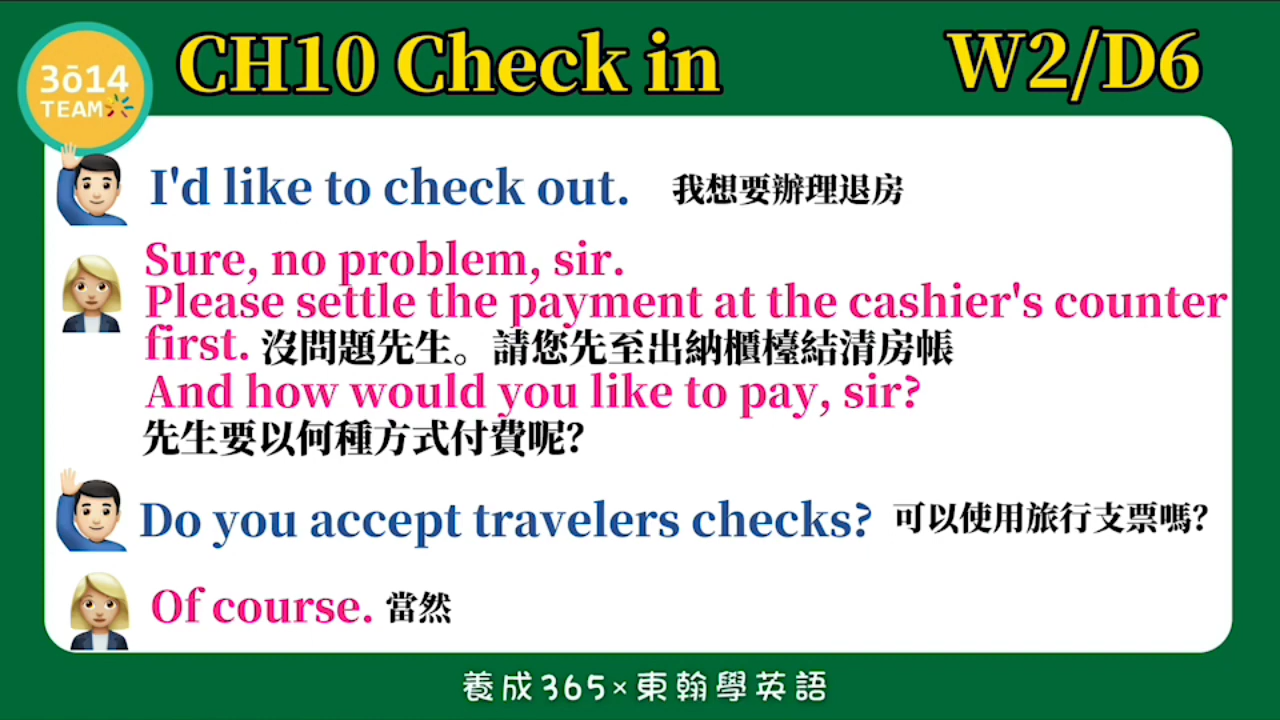 3ō14
TEAM
CH10 Check in
W2/D6
I'd like to check out. 我想要辦理退房
Sure, no problem, sir.
Please settle the payment at the cashier's counter
first. 沒問題先生。請您先至出納櫃檯結清房帳
And how would you like to pay, sir?
先生要以何種方式付費呢?
Do you accept travelers checks? 可以使用旅行支票嗎?
Of course. 當然
養成365×東翰學英語